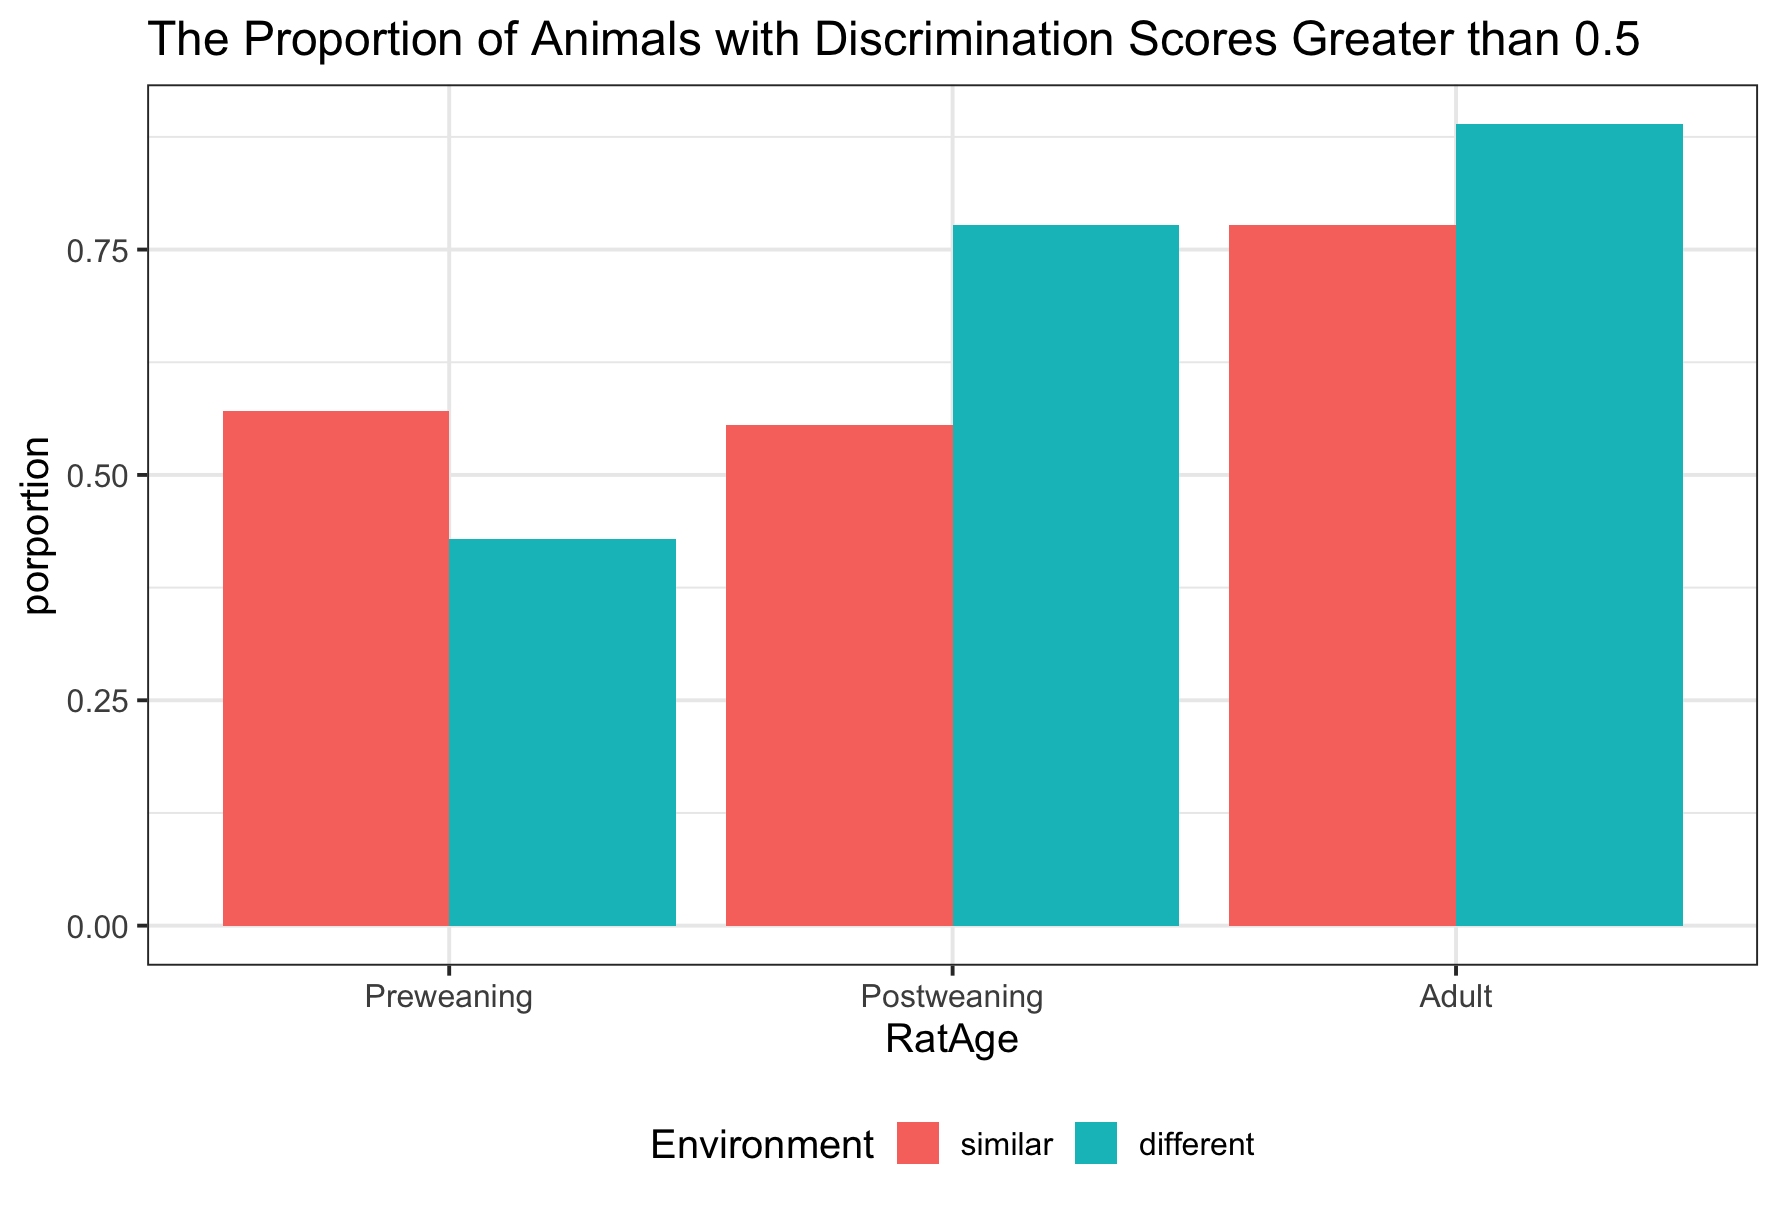 The Proportion of Animals with Discrimination Scores Greater than 0.5
porportion
0.75
0.50
0.25
0.00
Preweaning Postweaning Adult
RatAge
Environment similar different